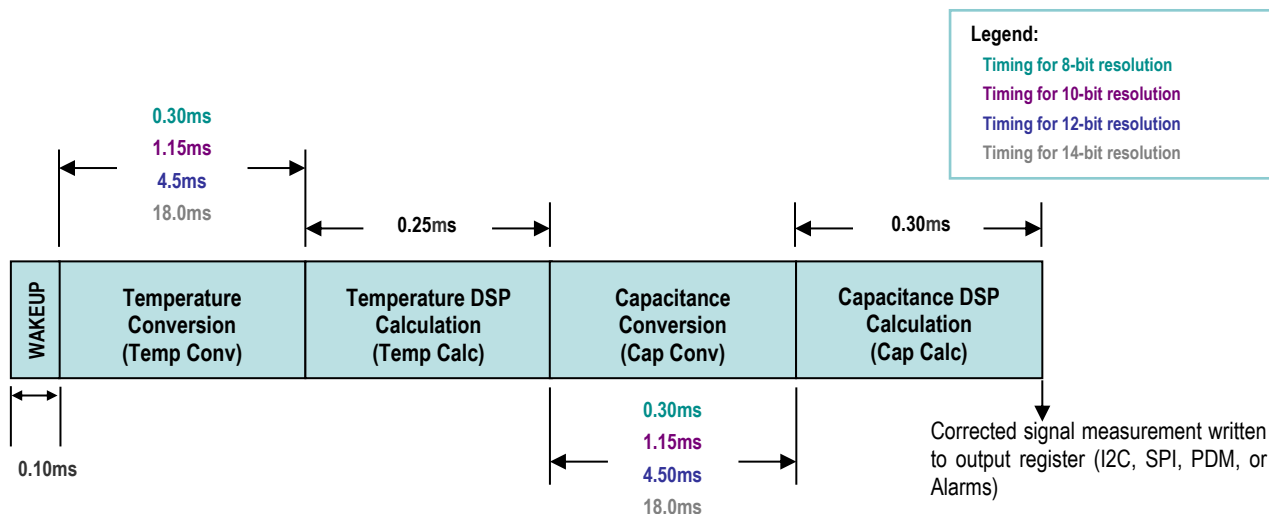 Legend:
Timing for 8-bit resolution
Timing for 10-bit resolution
Timing for 12-bit resolution
Timing for 14-bit resolution
0.30ms
1.15ms
4.5ms
18.0ms
0.25ms
0.30ms
WAKEUP
Temperature
Conversion
(Temp Conv)
Temperature DSP
Calculation
(Temp Calc)
Capacitance
Conversion
(Cap Conv)
Capacitance DSP
Calculation
(Cap Calc)
0.10ms
0.30ms
1.15ms
4.50ms
18.0ms
Corrected signal measurement written
to output register (I2C, SPI, PDM, or
Alarms)